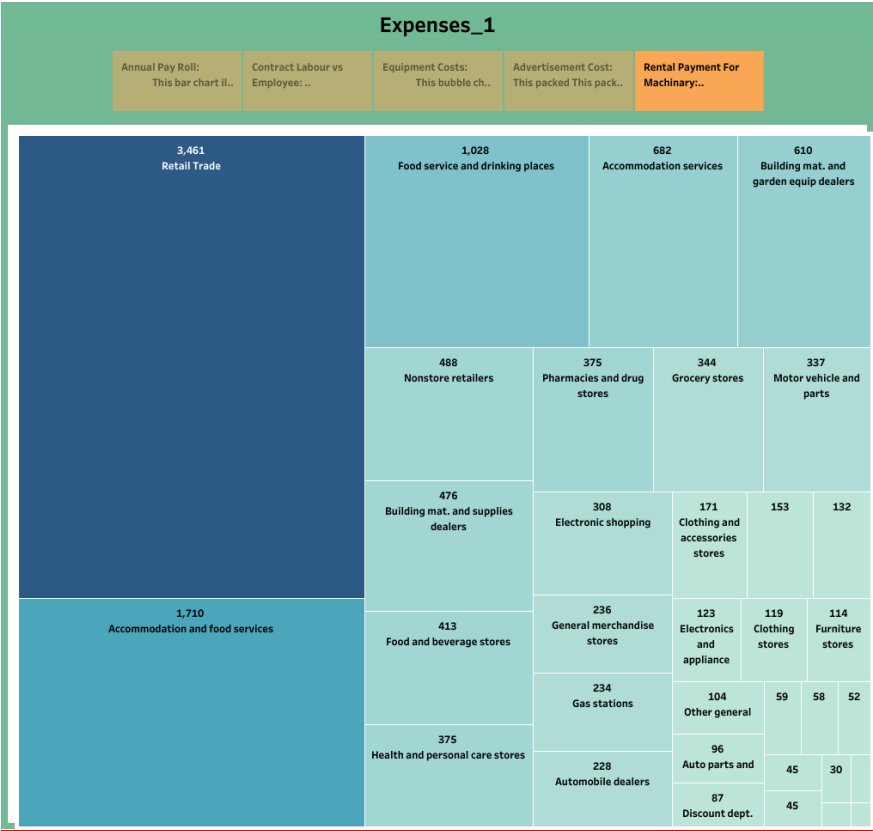 Expenses_1
Annual Pay Roll:
This bar chart il..
Contract Labour vs
Employee: ..
Equipment Costs:
This bubble ch..
Advertisement Cost:
This packed This pack..
Rental Payment For
Machinary:..
3,461
Retail Trade
1,028
Food service and drinking places
682
Accommodation services
610
Building mat. and
garden equip dealers
488
Nonstore retailers
375
Pharmacies and drug
stores
344
Grocery stores
337
Motor vehicle and
parts
476
Building mat. and supplies
dealers
308
Electronic shopping
171
Clothing and
accessories
stores
153
132
1,710
Accommodation and food services
413
Food and beverage stores
236
General merchandise
stores
123
Electronics
and
appliance
119
Clothing
stores
114
Furniture
stores
234
Gas stations
104
Other general
59
58
52
375
Health and personal care stores
228
Automobile dealers
96
Auto parts and
45
30
87
Discount dept.
45